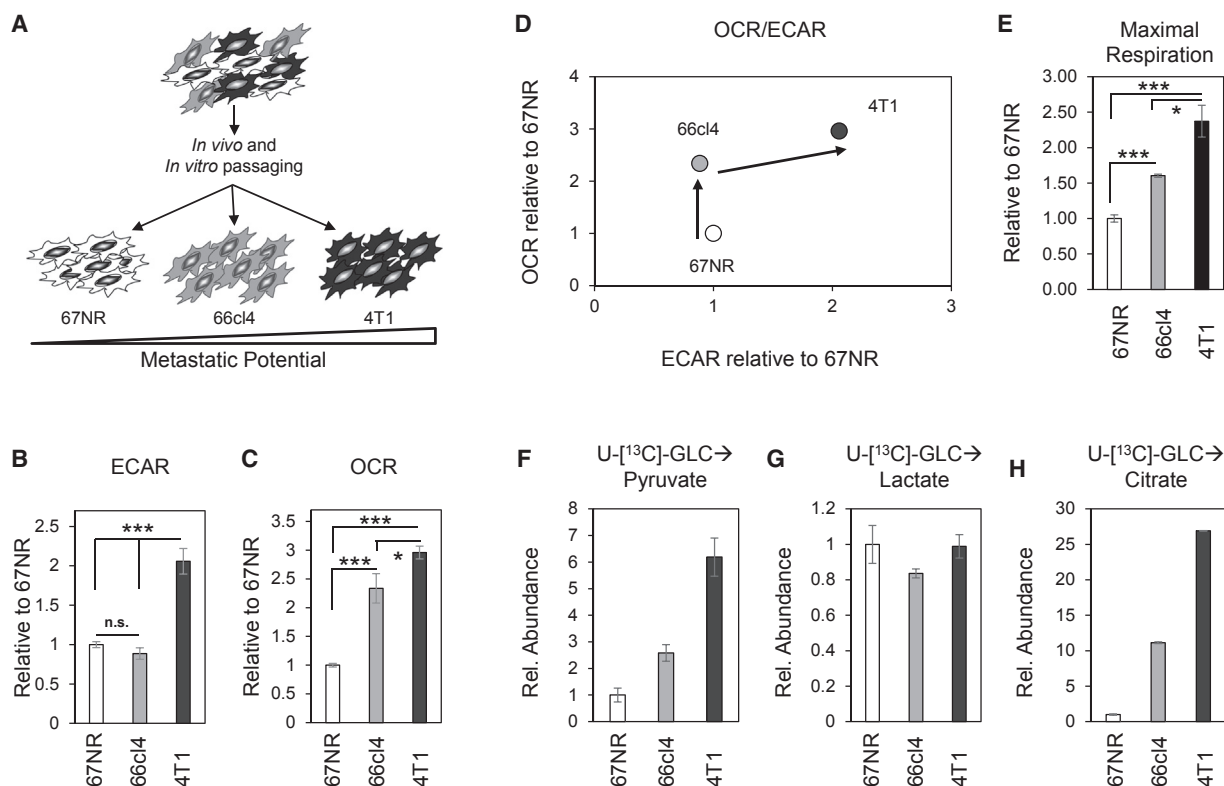 A
In vivo and
In vitro passaging
67NR
66cl4
4T1
Metastatic Potential
D
OCR/ECAR
OCR relative to 67NR
4
3
2
1
0
66cl4
4T1
67NR
0
1
2
3
ECAR relative to 67NR
E
Maximal
Respiration
Relative to 67NR
3.00
2.50
2.00
1.50
1.00
0.50
0.00
***
*
***
67NR
66cl4
4T1
B
ECAR
Relative to 67NR
2.5
2
1.5
1
0.5
0
***
n.s.
67NR
66cl4
4T1
C
OCR
Relative to 67NR
3.5
3
2.5
2
1.5
1
0.5
0
***
***
*
67NR
66cl4
4T1
F
U-[¹³C]-GLC→
Pyruvate
Rel. Abundance
8
7
6
5
4
3
2
1
0
67NR
66cl4
4T1
G
U-[¹³C]-GLC→
Lactate
Rel. Abundance
1.2
1
0.8
0.6
0.4
0.2
0
67NR
66cl4
4T1
H
U-[¹³C]-GLC→
Citrate
Rel. Abundance
30
25
20
15
10
5
0
67NR
66cl4
4T1